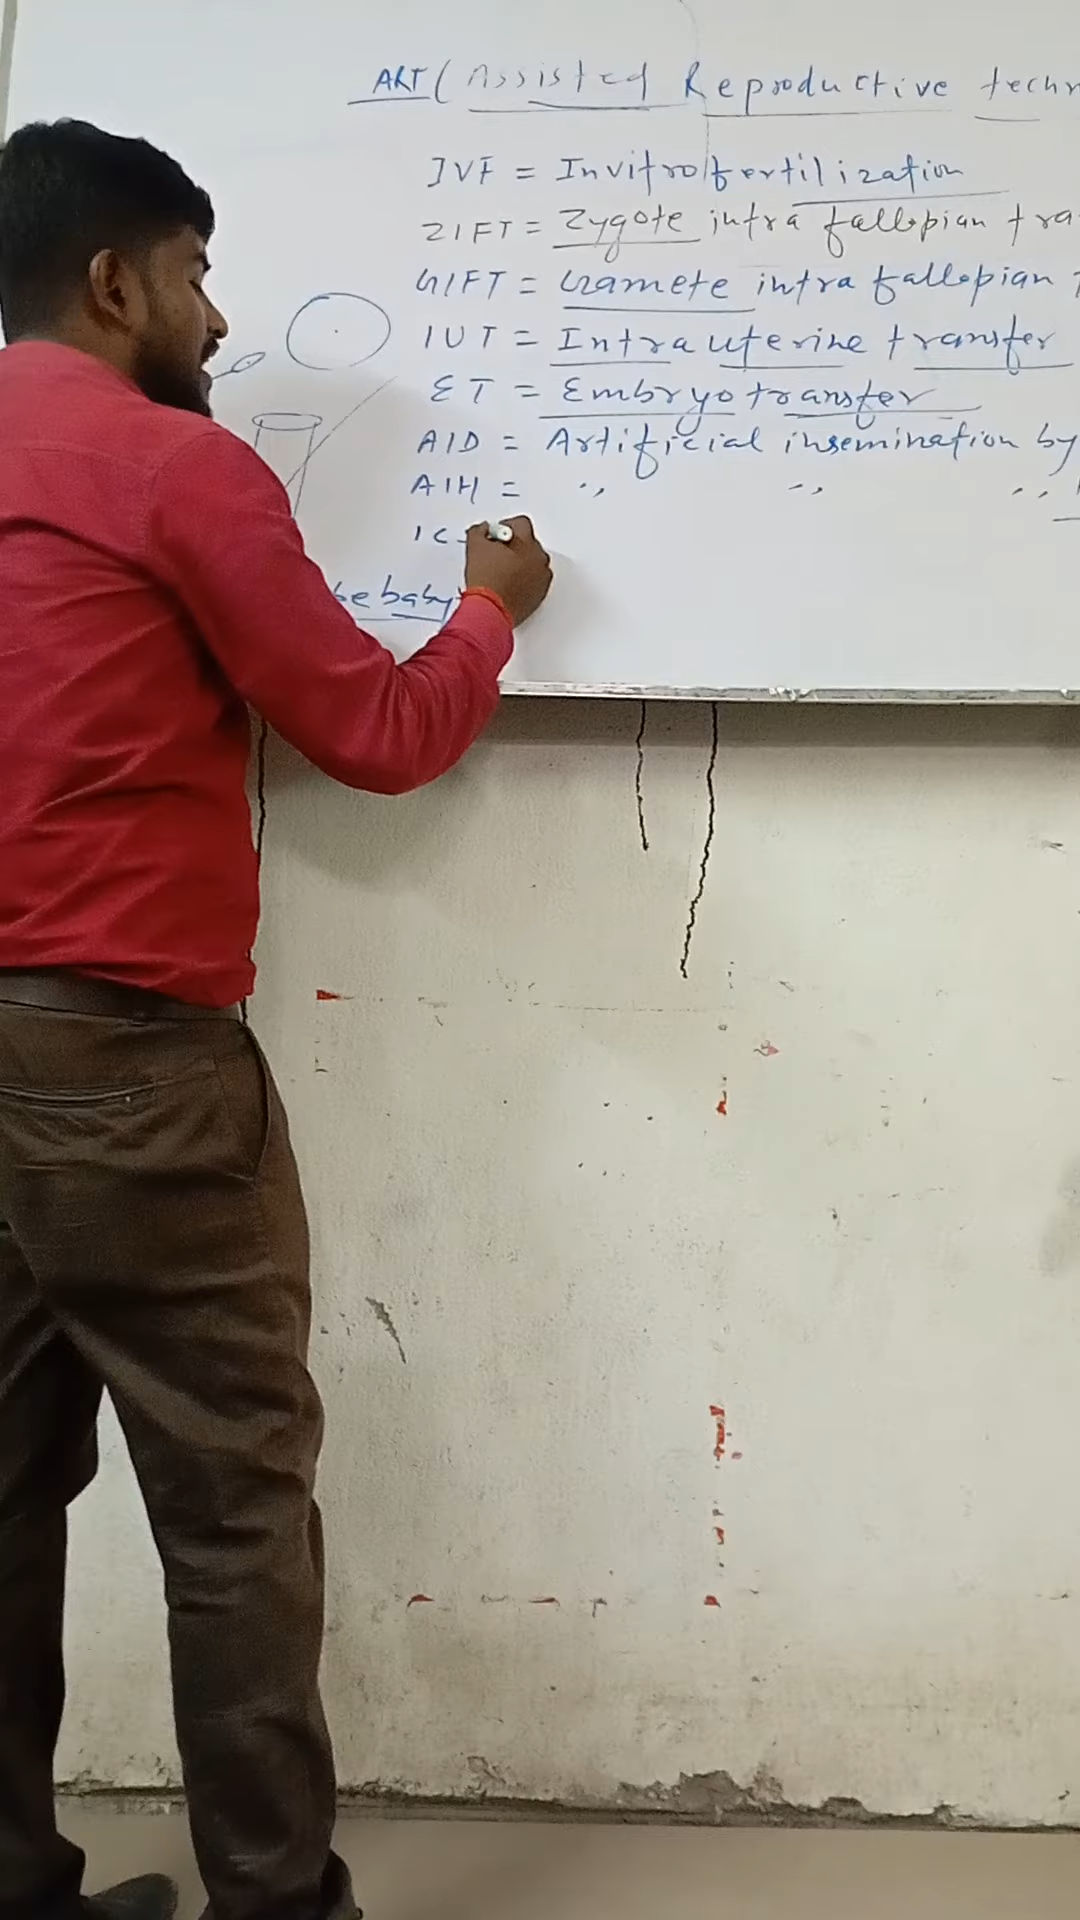 ART ( Assisted Reproductive techn
IVF = Invitro fertilization
ZIFT = Zygote intra fallopian tra
GIFT = Gamete intra fallopian
IUT = Intra uterine transfer
ET = Embryo transfer
AID = Artificial insemination by
AIH = ,, ,, ,,
IC
be baby